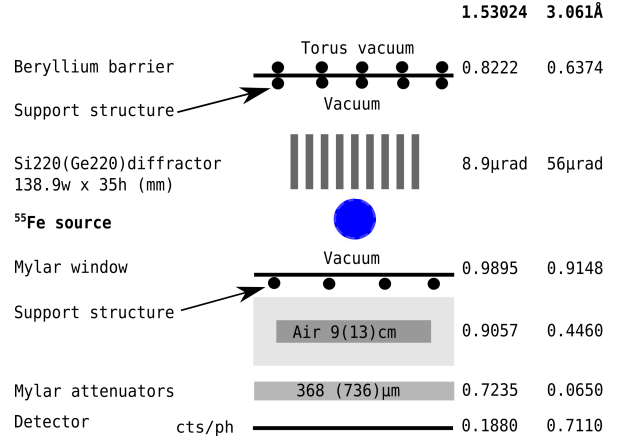 1.53024 3.061Å
Torus vacuum
Beryllium barrier 0.8222 0.6374
Support structure Vacuum
Si220(Ge220)diffractor 8.9µrad 56µrad
138.9w x 35h (mm)
⁵⁵Fe source
Vacuum
Mylar window 0.9895 0.9148
Support structure
Air 9(13)cm 0.9057 0.4460
Mylar attenuators 368 (736)µm 0.7235 0.0650
Detector cts/ph 0.1880 0.7110